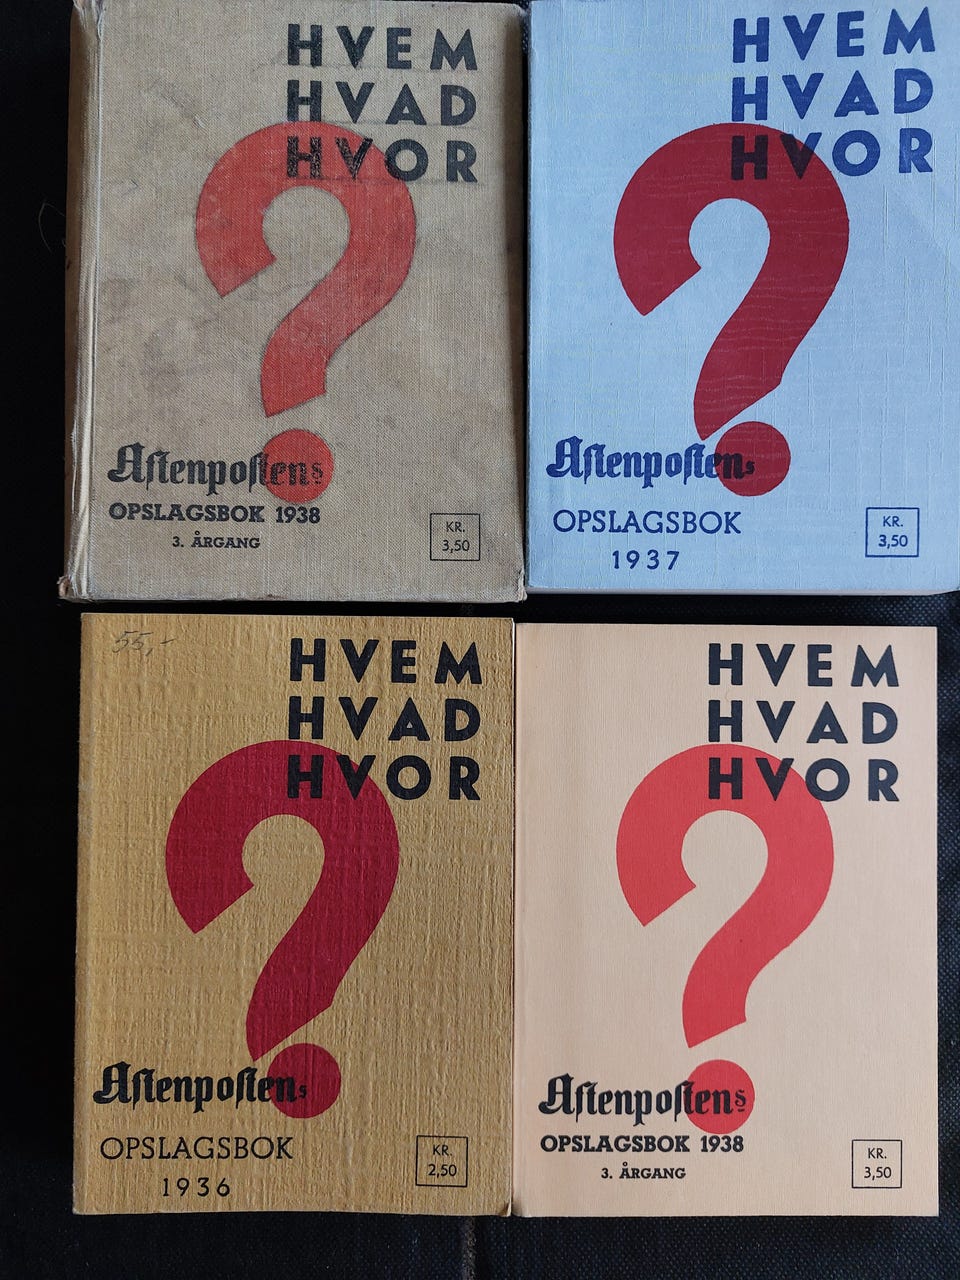 HVEM
HVAD
HVOR
Aftenpostens
OPSLAGSBOK 1938
3. ÅRGANG
KR.
3,50
HVEM
HVAD
HVOR
Aftenpostens
OPSLAGSBOK
1937
KR.
3,50
55,-
HVEM
HVAD
HVOR
Aftenpostens
OPSLAGSBOK
1936
KR.
2,50
HVEM
HVAD
HVOR
Aftenpostens
OPSLAGSBOK 1938
3. ÅRGANG
KR.
3,50